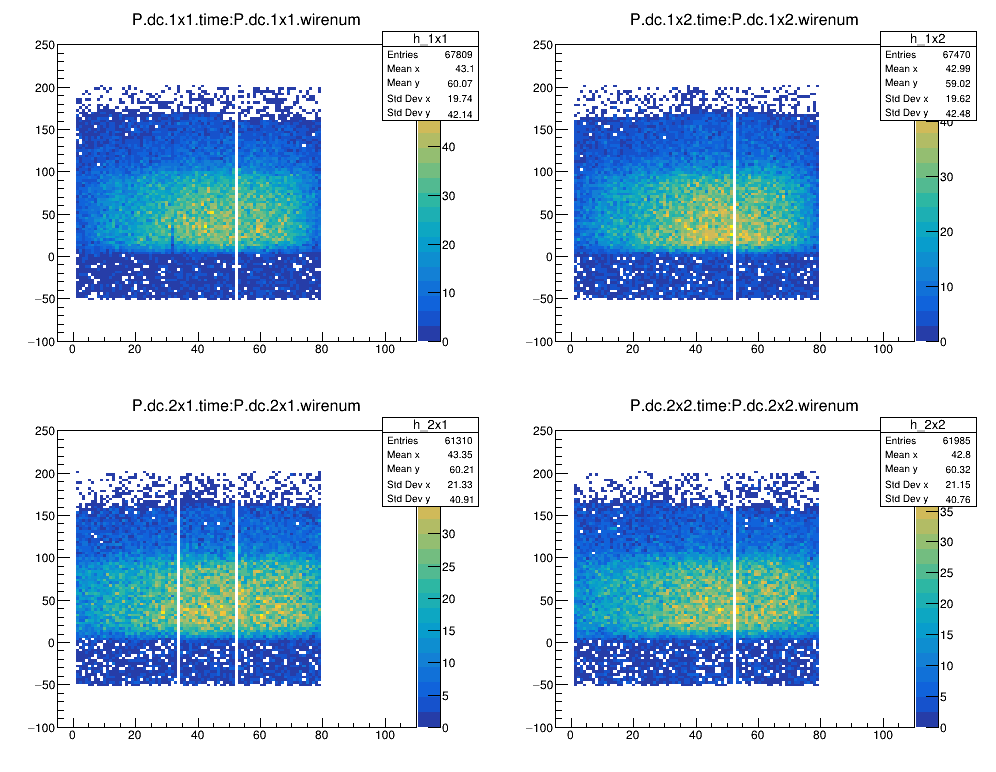 P.dc.1x1.time:P.dc.1x1.wirenum
h_1x1
Entries 67809
Mean x 43.1
Mean y 60.07
Std Dev x 19.74
Std Dev y 42.14
250
200
150
100
50
0
−50
−100
0 20 40 60 80 100
40
30
20
10
0
P.dc.1x2.time:P.dc.1x2.wirenum
h_1x2
Entries 67470
Mean x 42.99
Mean y 59.02
Std Dev x 19.62
Std Dev y 42.48
250
200
150
100
50
0
−50
−100
0 20 40 60 80 100
40
30
20
10
0
P.dc.2x1.time:P.dc.2x1.wirenum
h_2x1
Entries 61310
Mean x 43.35
Mean y 60.21
Std Dev x 21.33
Std Dev y 40.91
250
200
150
100
50
0
−50
−100
0 20 40 60 80 100
30
25
20
15
10
5
0
P.dc.2x2.time:P.dc.2x2.wirenum
h_2x2
Entries 61985
Mean x 42.8
Mean y 60.32
Std Dev x 21.15
Std Dev y 40.76
250
200
150
100
50
0
−50
−100
0 20 40 60 80 100
35
30
25
20
15
10
5
0